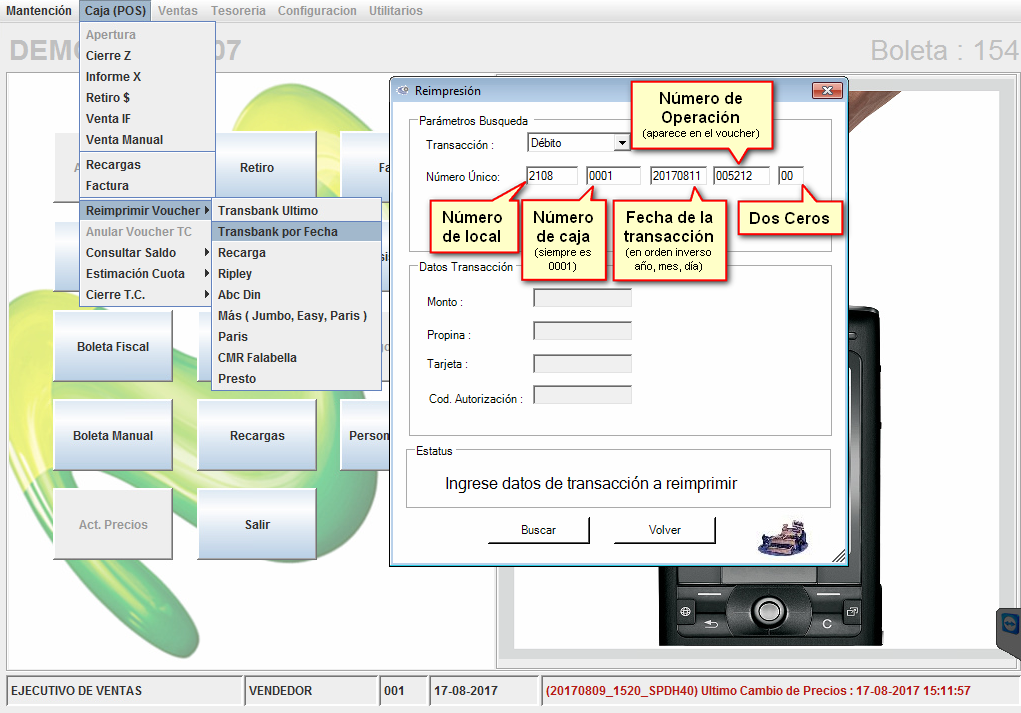 Mantención Caja (POS) Ventas Tesoreria Configuracion Utilitarios
DEMO
07
Boleta : 154
Apertura
Cierre Z
Informe X
Retiro $
Venta IF
Venta Manual
Recargas
Factura
Reimprimir Voucher
Anular Voucher TC
Consultar Saldo
Estimación Cuota
Cierre T.C.
Transbank Ultimo
Transbank por Fecha
Recarga
Ripley
Abc Din
Más ( Jumbo, Easy, Paris )
Paris
CMR Falabella
Presto
Retiro
Boleta Fiscal
Boleta Manual
Recargas
Person
Act. Precios
Salir
Reimpresión
Parámetros Busqueda
Transacción :
Débito
Número Único:
2108 0001 20170811 005212 00
Número de
Operación
(aparece en el voucher)
Número
de local
Número
de caja
(siempre es
0001)
Fecha de la
transacción
(en orden inverso
año, mes, día)
Dos Ceros
Datos Transacción
Monto :
Propina :
Tarjeta :
Cod. Autorización :
Estatus
Ingrese datos de transacción a reimprimir
Buscar
Volver
C
EJECUTIVO DE VENTAS
VENDEDOR
001
17-08-2017
(20170809_1520_SPDH40) Ultimo Cambio de Precios : 17-08-2017 15:11:57